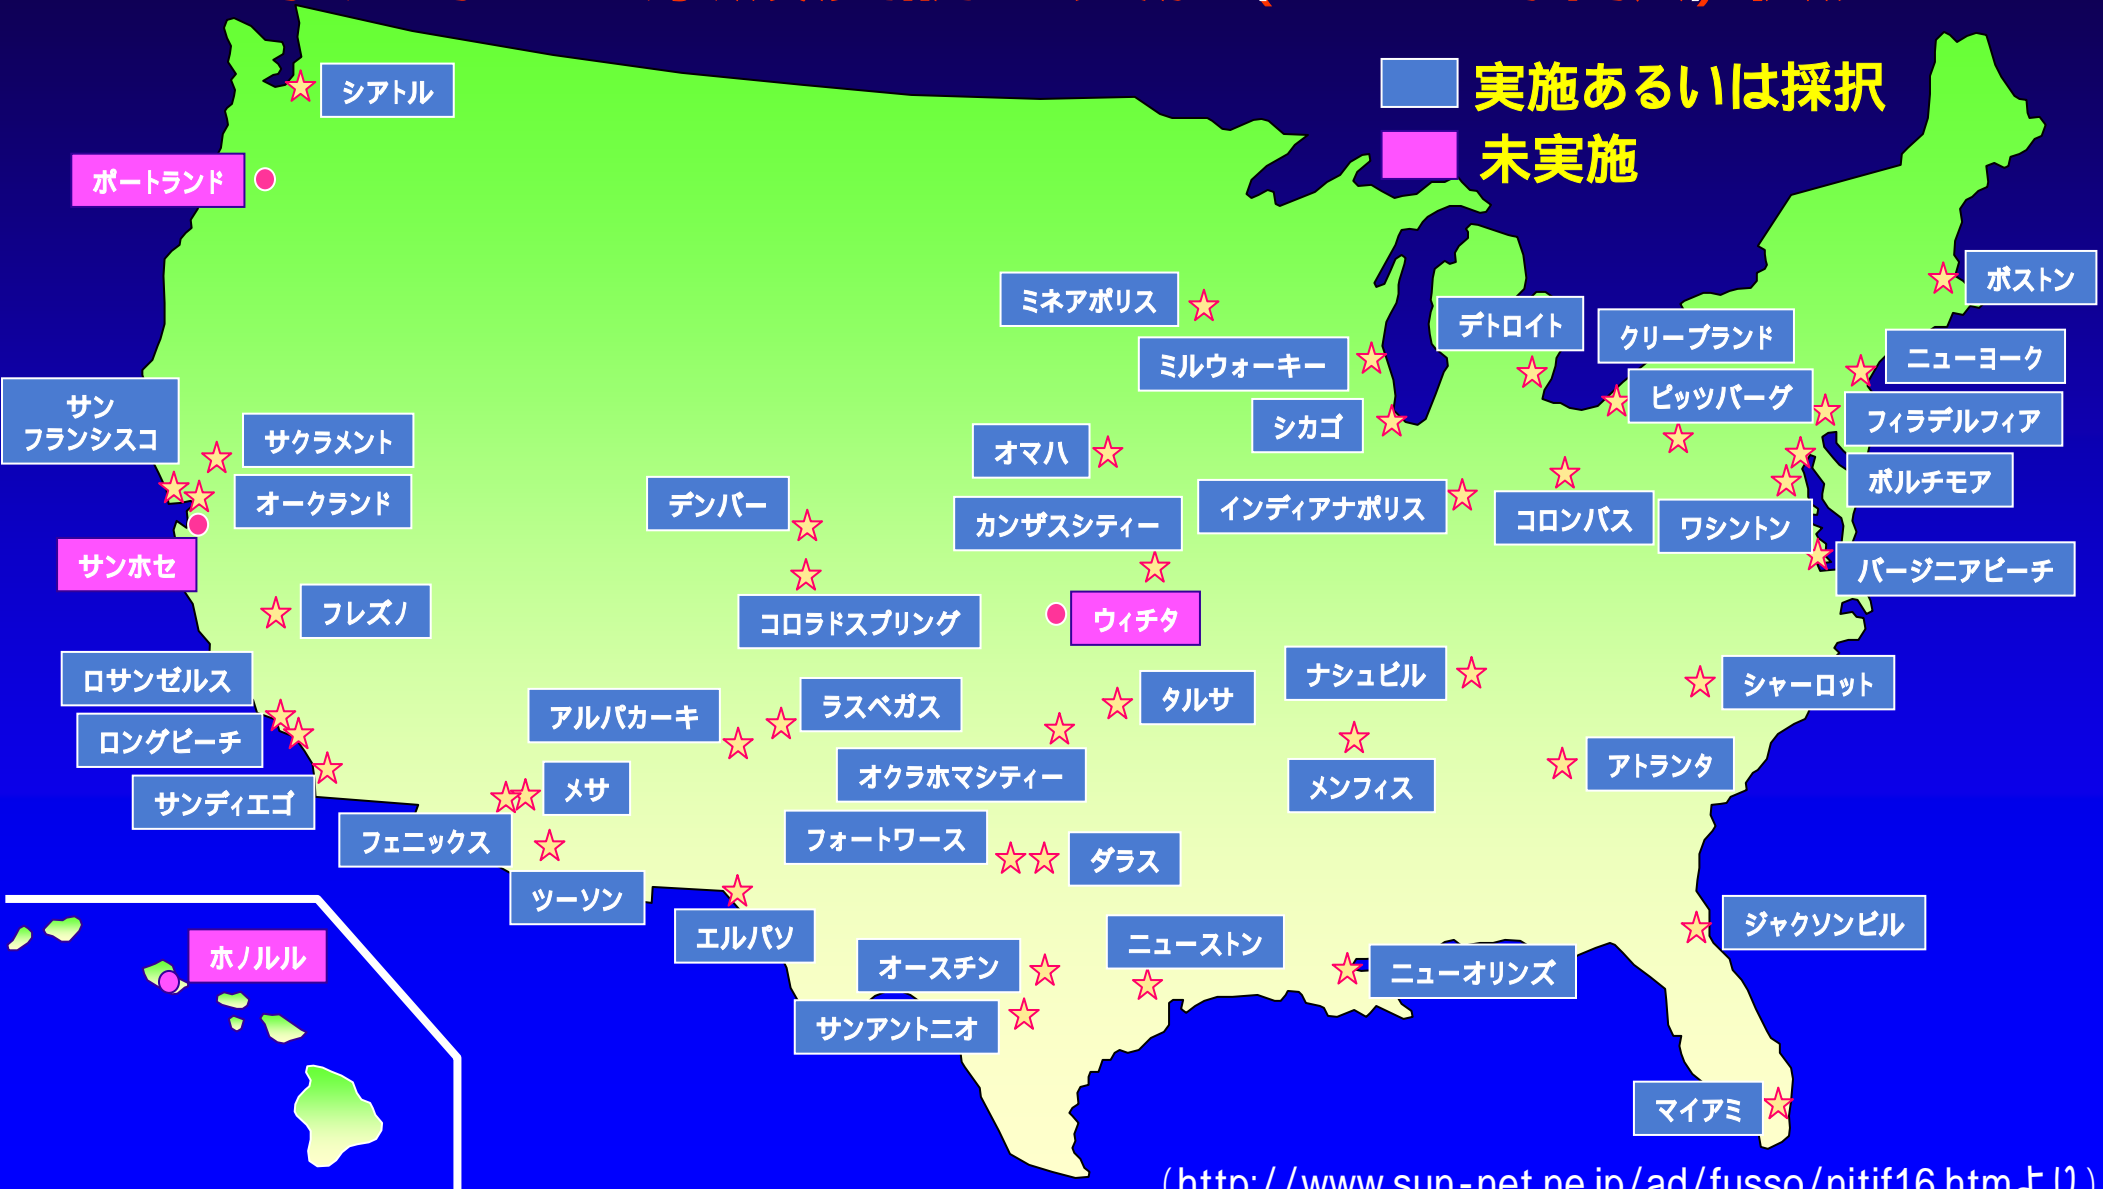 実施あるいは採択
未実施
シアトル
ポートランド
ボストン
ミネアポリス
デトロイト
クリーブランド
ニューヨーク
ミルウォーキー
ピッツバーグ
フィラデルフィア
サン
フランシスコ
サクラメント
シカゴ
オマハ
ボルチモア
オークランド
デンバー
カンザスシティー
インディアナポリス
コロンバス
ワシントン
サンホセ
バージニアビーチ
フレズノ
コロラドスプリング
ウィチタ
ロサンゼルス
ナシュビル
シャーロット
アルバカーキ
ラスベガス
タルサ
ロングビーチ
オクラホマシティー
メンフィス
アトランタ
サンディエゴ
メサ
フェニックス
フォートワース
ダラス
ツーソン
エルパソ
ジャクソンビル
ホノルル
オースチン
ニューストン
ニューオリンズ
サンアントニオ
マイアミ
(http://www.sun-net.ne.jp/ad/fusso/nitif16.htmより)